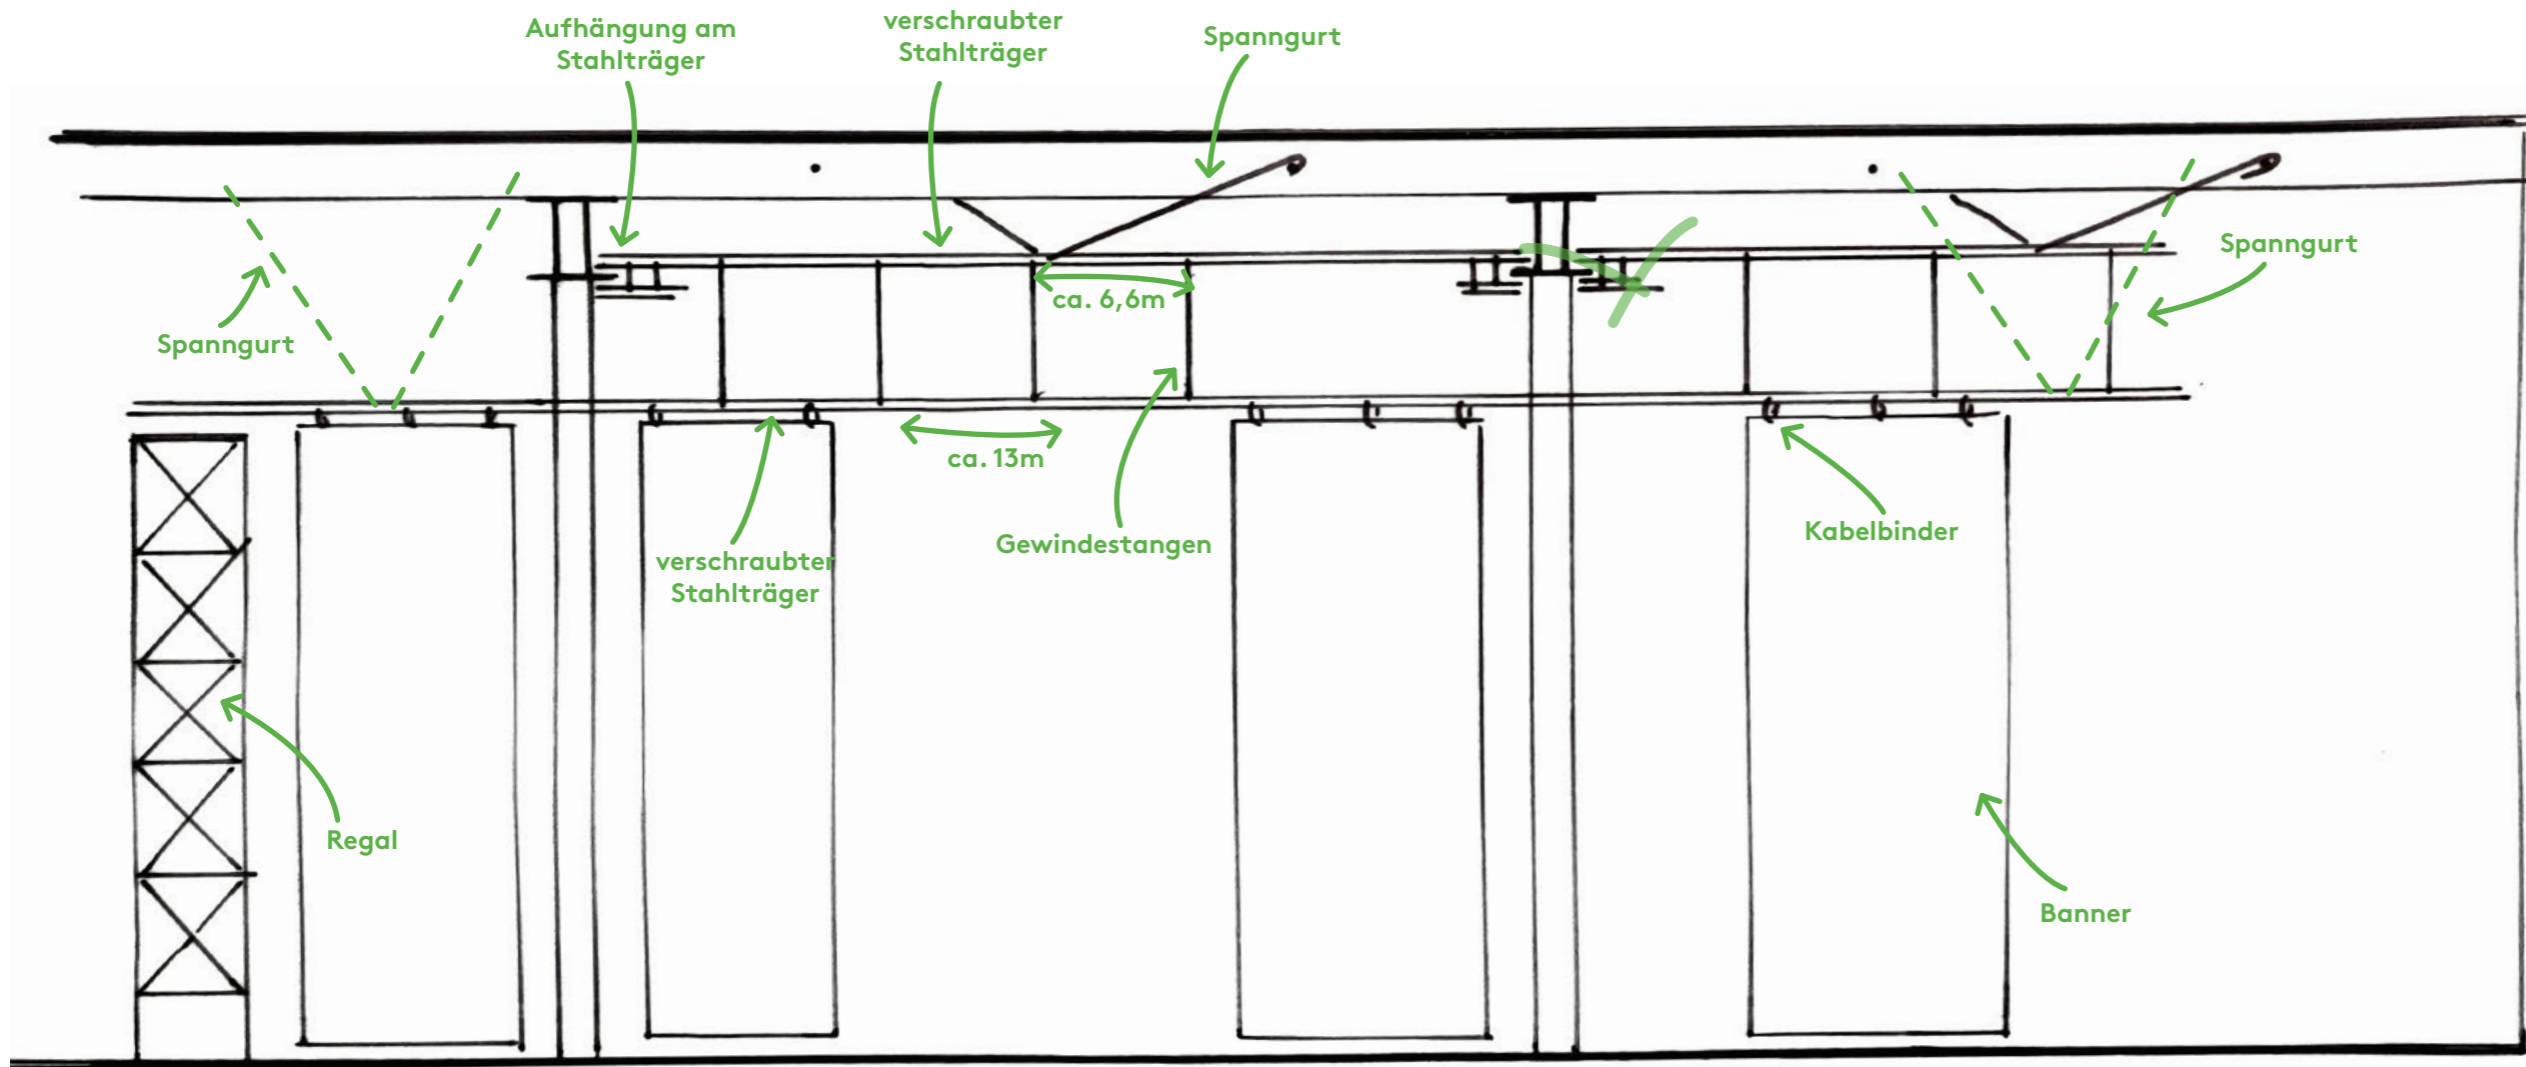 Aufhängung am
Stahlträger
verschraubter
Stahlträger
Spanngurt
Spanngurt
Spanngurt
ca. 6,6m
ca. 13m
Gewindestangen
Kabelbinder
verschraubter
Stahlträger
Regal
Banner